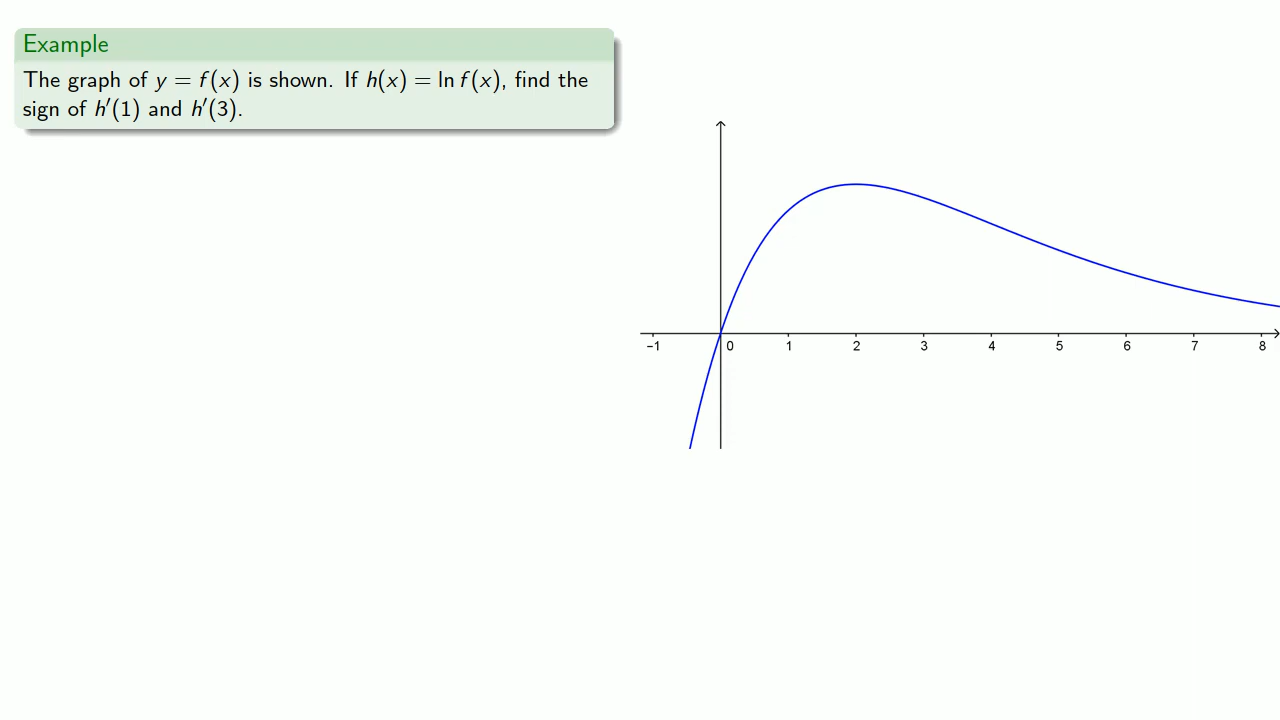 Example
The graph of y = f(x) is shown. If h(x) = ln f(x), find the
sign of h′(1) and h′(3).
−1 0 1 2 3 4 5 6 7 8